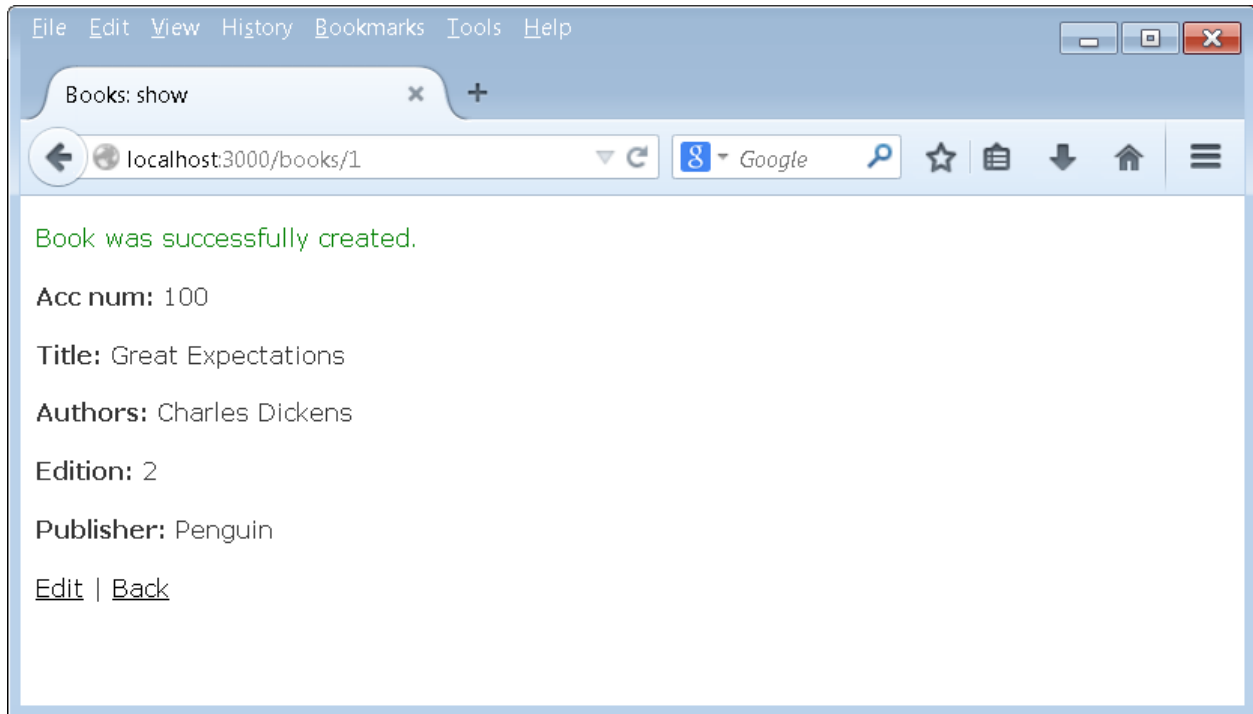 File Edit View History Bookmarks Tools Help
Books: show
localhost:3000/books/1 8 Google
Book was successfully created.
Acc num: 100
Title: Great Expectations
Authors: Charles Dickens
Edition: 2
Publisher: Penguin
Edit | Back